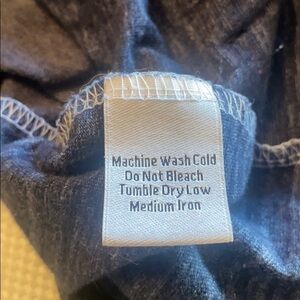 Machine Wash Cold
Do Not Bleach
Tumble Dry Low
Medium Iron